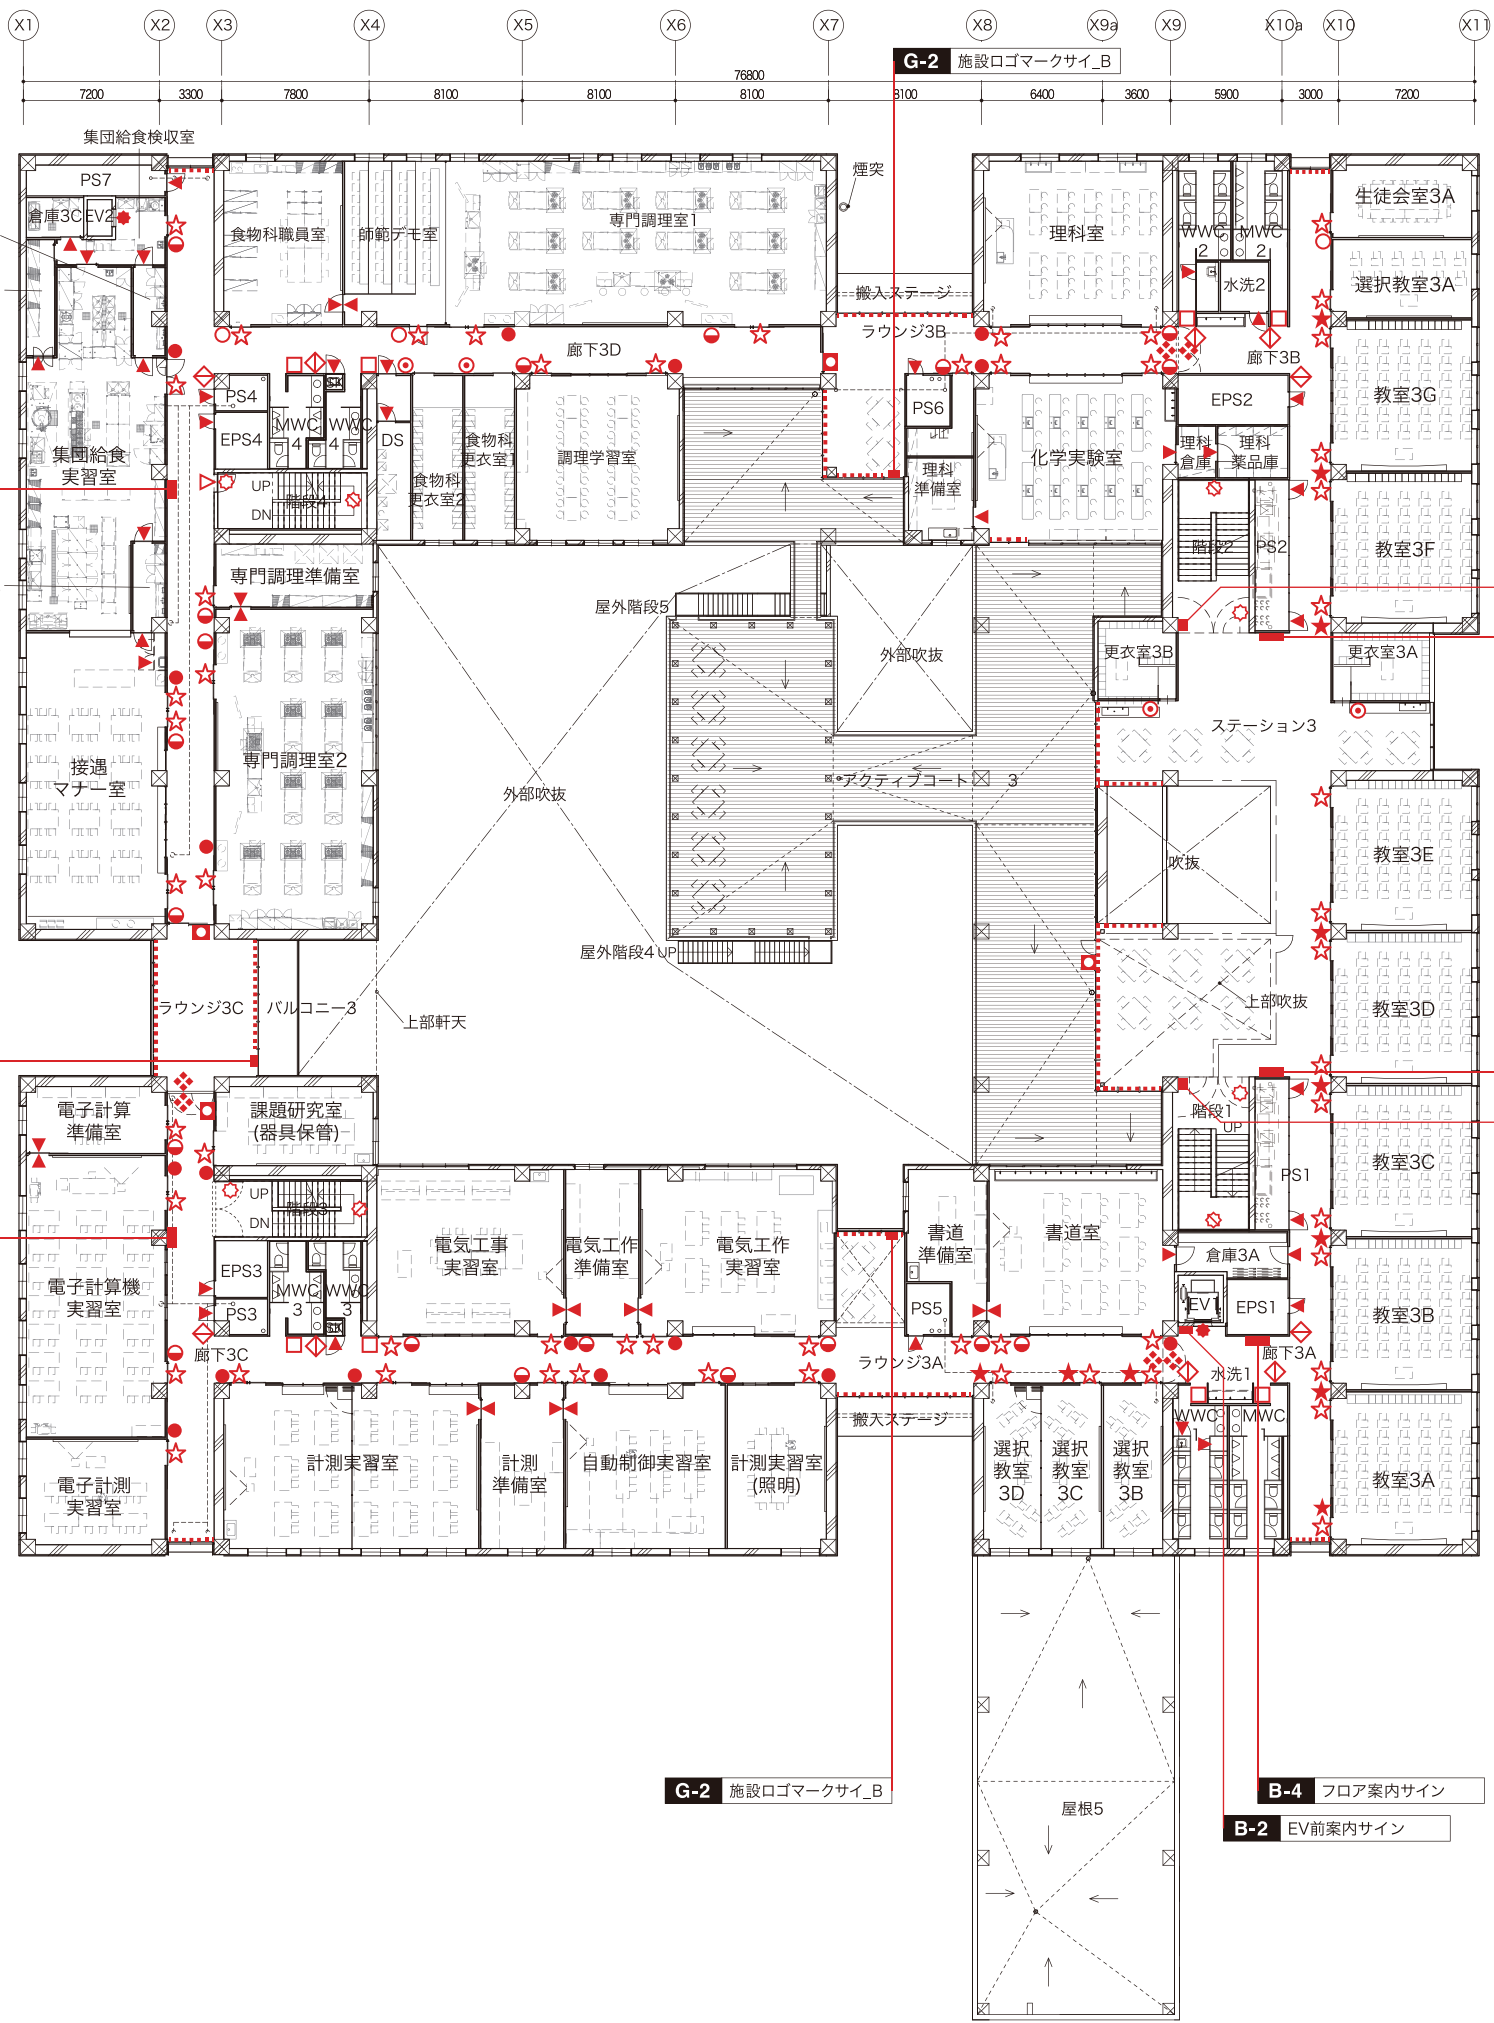 X1 X2 X3 X4 X5 X6 X7 X8 X9a X9 X10a X10 X11
G-2 施設ロゴマークサイ_B
76800
7200 3300 7800 8100 8100 8100 8100 6400 3600 5900 3000 7200
集団給食検収室
煙突
PS7
倉庫3C
EV2
食物科職員室
師範デモ室
専門調理室1
理科室
WWC
2
MWC
2
水洗2
生徒会室3A
選択教室3A
搬入ステージ
ラウンジ3B
廊下3D
廊下3B
PS4
EPS4
MWC
4
WWC
4
SK
DS
食物科
更衣室1
食物科
更衣室2
調理学習室
PS6
理科
準備室
化学実験室
EPS2
理科
倉庫
理科
薬品庫
教室3G
集団給食
実習室
UP
階段4
DN
階段2
PS2
教室3F
専門調理準備室
屋外階段5
外部吹抜
更衣室3B
更衣室3A
ステーション3
接遇
マナー室
専門調理室2
外部吹抜
アクティブコート 3
吹抜
教室3E
屋外階段4 UP
ラウンジ3C
バルコニー3
上部軒天
上部吹抜
教室3D
電子計算
準備室
課題研究室
(器具保管)
階段1
UP
PS1
教室3C
UP
階段3
DN
電気工事
実習室
電気工作
準備室
電気工作
実習室
書道
準備室
書道室
倉庫3A
EV1
EPS1
電子計算機
実習室
EPS3
PS3
MWC
3
WWC
3
SK
PS5
教室3B
廊下3C
ラウンジ3A
水洗1
廊下3A
搬入ステージ
WWC
MWC
1
電子計測
実習室
計測実習室
計測
準備室
自動制御実習室
計測実習室
(照明)
選択
教室
3D
選択
教室
3C
選択
教室
3B
教室3A
G-2 施設ロゴマークサイ_B
B-4 フロア案内サイン
屋根5
B-2 EV前案内サイン